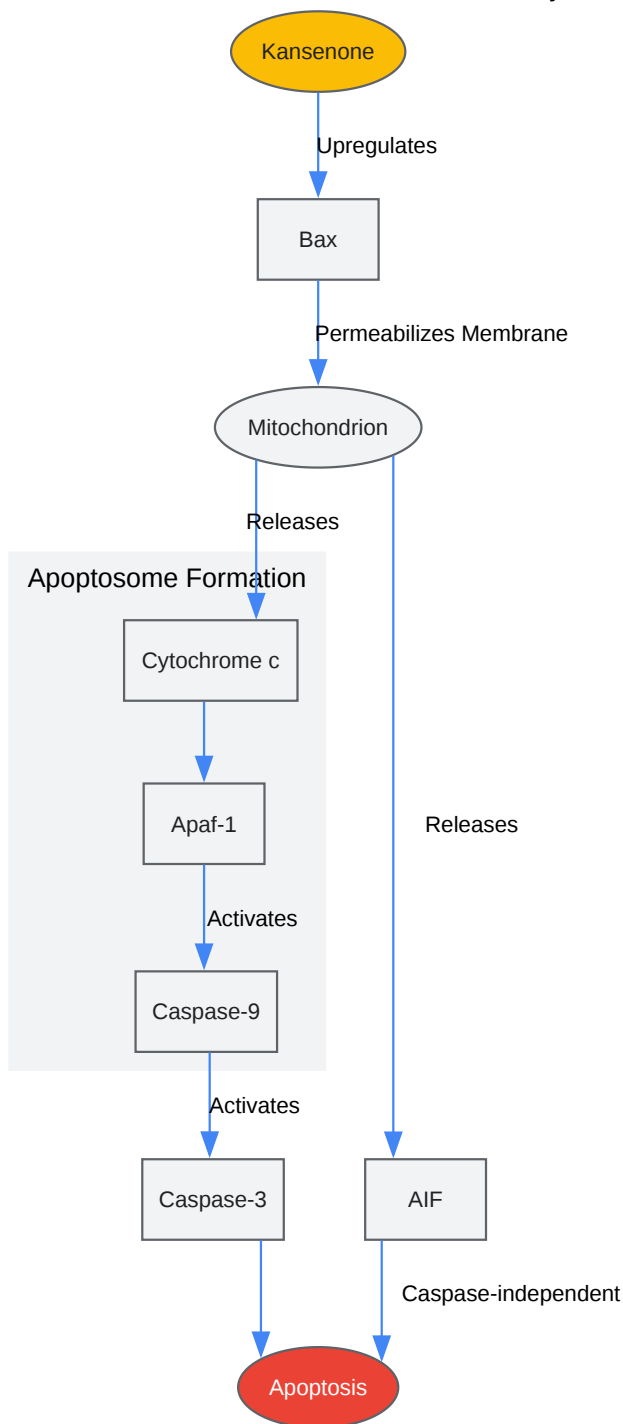 Kansenone
Upregulates
Bax
Permeabilizes Membrane
Mitochondrion
Releases
Apoptosome Formation
Cytochrome c
Apaf-1
Releases
Activates
Caspase-9
Activates
Caspase-3
AIF
Caspase-independent
Apoptosis